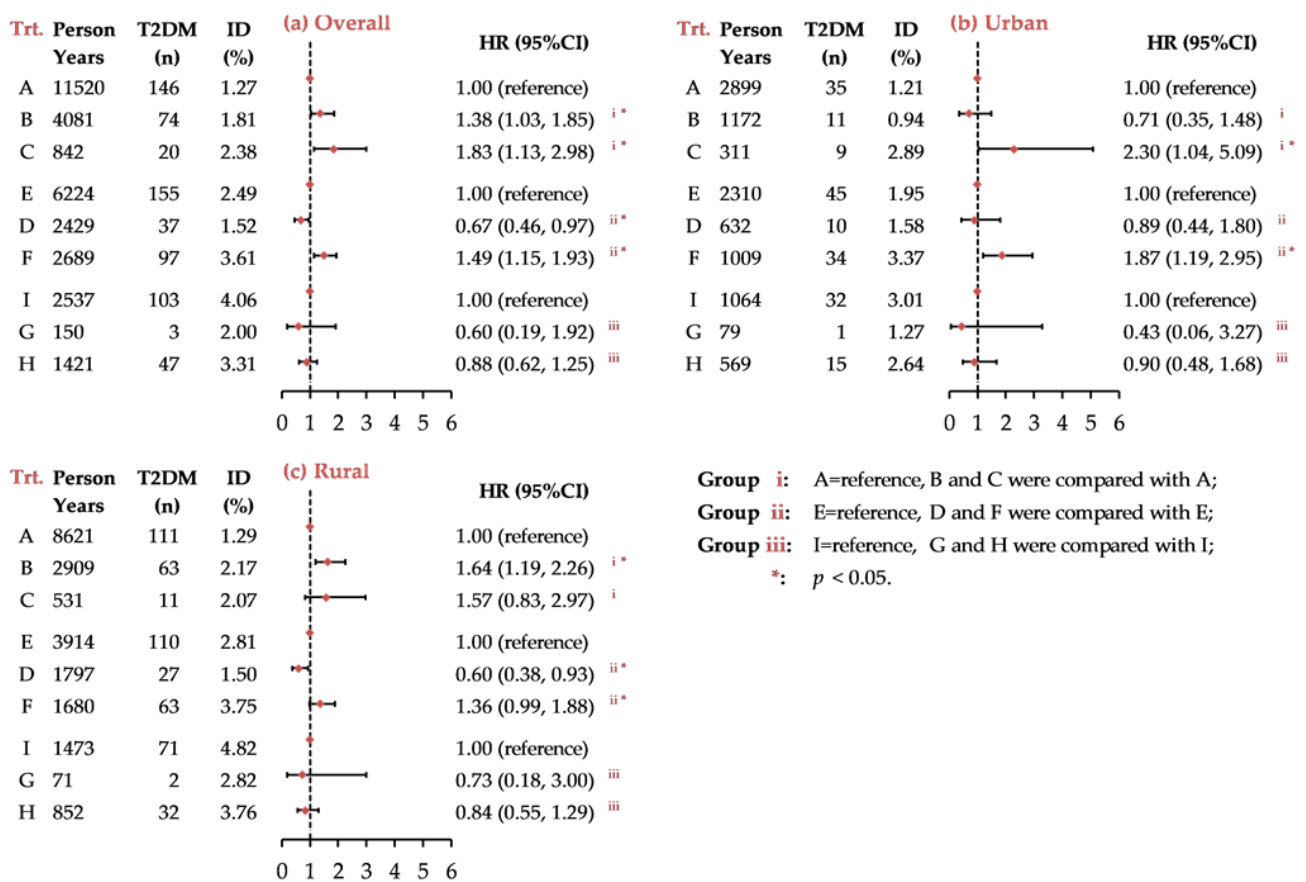 Trt. Person Years T2DM (n) ID (%) (a) Overall HR (95%CI)
A 11520 146 1.27 1.00 (reference)
B 4081 74 1.81 1.38 (1.03, 1.85) i *
C 842 20 2.38 1.83 (1.13, 2.98) i *
E 6224 155 2.49 1.00 (reference)
D 2429 37 1.52 0.67 (0.46, 0.97) ii *
F 2689 97 3.61 1.49 (1.15, 1.93) ii *
I 2537 103 4.06 1.00 (reference)
G 150 3 2.00 0.60 (0.19, 1.92) iii
H 1421 47 3.31 0.88 (0.62, 1.25) iii
0 1 2 3 4 5 6
Trt. Person Years T2DM (n) ID (%) (b) Urban HR (95%CI)
A 2899 35 1.21 1.00 (reference)
B 1172 11 0.94 0.71 (0.35, 1.48) i
C 311 9 2.89 2.30 (1.04, 5.09) i *
E 2310 45 1.95 1.00 (reference)
D 632 10 1.58 0.89 (0.44, 1.80) ii
F 1009 34 3.37 1.87 (1.19, 2.95) ii *
I 1064 32 3.01 1.00 (reference)
G 79 1 1.27 0.43 (0.06, 3.27) iii
H 569 15 2.64 0.90 (0.48, 1.68) iii
0 1 2 3 4 5 6
Trt. Person Years T2DM (n) ID (%) (c) Rural HR (95%CI)
A 8621 111 1.29 1.00 (reference)
B 2909 63 2.17 1.64 (1.19, 2.26) i *
C 531 11 2.07 1.57 (0.83, 2.97) i
E 3914 110 2.81 1.00 (reference)
D 1797 27 1.50 0.60 (0.38, 0.93) ii *
F 1680 63 3.75 1.36 (0.99, 1.88) ii *
I 1473 71 4.82 1.00 (reference)
G 71 2 2.82 0.73 (0.18, 3.00) iii
H 852 32 3.76 0.84 (0.55, 1.29) iii
0 1 2 3 4 5 6
Group i: A=reference, B and C were compared with A;
Group ii: E=reference, D and F were compared with E;
Group iii: I=reference, G and H were compared with I;
*: p < 0.05.